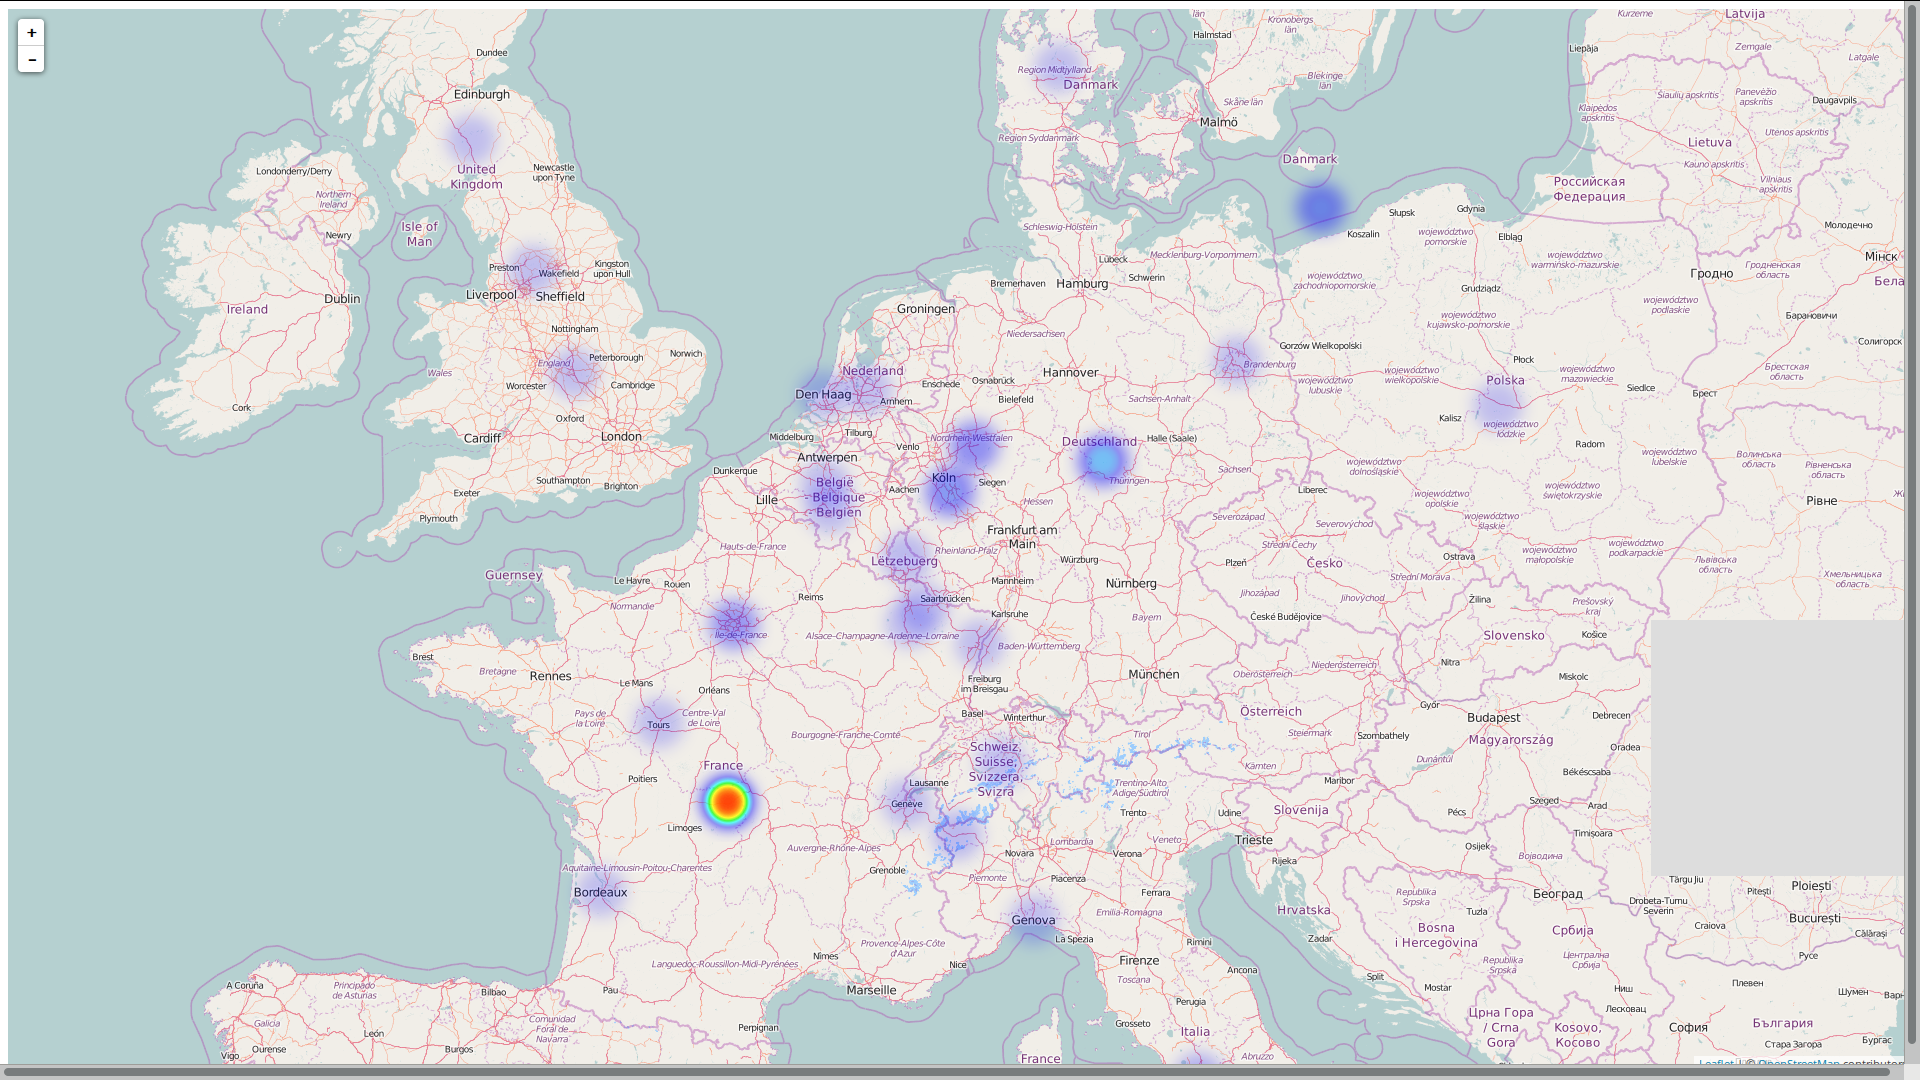 +
-
Dundee
Edinburgh
United
Kingdom
Newcastle
upon Tyne
Londonderry/Derry
Northern
Ireland
Newry
Isle of
Man
Ireland
Dublin
Cork
Preston
Wakefield
Kingston
upon Hull
Liverpool
Sheffield
Nottingham
England
Peterborough
Norwich
Wales
Worcester
Cambridge
Oxford
Cardiff
London
Southampton
Brighton
Exeter
Plymouth
Guernsey
Halmstad
Kronobergs
län
län
Region Midtjylland
Danmark
Region Syddanmark
Blekinge
län
Skåne län
Malmö
Danmark
Kurzeme
Latvija
Liepāja
Zemgale
Latgale
Šiaulių apskritis
Panevėžio
apskritis
Daugavpils
Klaipėdos
apskritis
Lietuva
Utenos apskritis
Kauno apskritis
Vilniaus
apskritis
Российская
Федерация
Молодечно
Мінск
Бела
Гродно
Гродненская
область
Барановичи
Солигорск
Брестская
область
Брест
Schleswig-Holstein
Lübeck
Mecklenburg-Vorpommern
Schwerin
Bremerhaven
Hamburg
Groningen
Niedersachsen
Nederland
Den Haag
Enschede
Arnhem
Osnabrück
Hannover
Bielefeld
Brandenburg
Sachsen-Anhalt
Middelburg
Tilburg
Venlo
Nordrhein-Westfalen
Deutschland
Halle (Saale)
Antwerpen
Dunkerque
Lille
België
- Belgique
- Belgien
Aachen
Köln
Siegen
Thüringen
Sachsen
Hessen
Frankfurt am
Main
Würzburg
Lëtzebuerg
Rheinland-Pfalz
Mannheim
Nürnberg
Saarbrücken
Karlsruhe
Bayern
Baden-Württemberg
Freiburg
im Breisgau
München
Słupsk
Gdynia
Koszalin
Elbląg
województwo
pomorskie
województwo
warmińsko-mazurskie
województwo
zachodniopomorskie
Grudziądz
województwo
podlaskie
województwo
kujawsko-pomorskie
Gorzów Wielkopolski
Płock
województwo
lubuskie
województwo
wielkopolskie
Polska
województwo
mazowieckie
Siedlce
Kalisz
województwo
łódzkie
Radom
województwo
lubelskie
województwo
dolnośląskie
województwo
opolskie
województwo
świętokrzyskie
województwo
śląskie
województwo
małopolskie
województwo
podkarpackie
Волинська
область
Рівненська
область
Рівне
Львівська
область
Хмельницька
область
Liberec
Severozápad
Severovýchod
Střední Čechy
Plzeň
Česko
Ostrava
Střední Morava
Jihozápad
Jihovýchod
České Budějovice
Žilina
Prešovský
kraj
Slovensko
Košice
Nitra
Miskolc
Niederösterreich
Oberösterreich
Österreich
Steiermark
Kärnten
Tirol
Győr
Budapest
Debrecen
Szombathely
Magyarország
Oradea
Dunántúl
Békéscsaba
Maribor
Pécs
Szeged
Arad
Timișoara
Slovenija
Hauts-de-France
Le Havre
Rouen
Normandie
Reims
Île-de-France
Alsace-Champagne-Ardenne-Lorraine
Brest
Bretagne
Rennes
Le Mans
Orléans
Pays de
la Loire
Tours
Centre-Val
de Loire
Bourgogne-Franche-Comté
France
Poitiers
Limoges
Auvergne-Rhône-Alpes
Grenoble
Aquitaine-Limousin-Poitou-Charentes
Bordeaux
Provence-Alpes-Côte
d'Azur
Languedoc-Roussillon-Midi-Pyrénées
Nîmes
Nice
Marseille
Pau
Perpignan
Basel
Winterthur
Schweiz,
Suisse,
Svizzera,
Svizra
Lausanne
Genève
Trentino-Alto
Adige/Südtirol
Trento
Udine
Trieste
Lombardia
Novara
Verona
Veneto
Piemonte
Piacenza
Ferrara
Genova
Emilia-Romagna
La Spezia
Rimini
Firenze
Toscana
Ancona
Perugia
Grosseto
Italia
Abruzzo
France
Rijeka
Osijek
Војводина
Hrvatska
Zadar
Split
Republika
Srpska
Tuzla
Bosna
i Hercegovina
Republika
Srpska
Mostar
Београд
Србија
Централна
Србија
Ниш
Лесковац
Црна Гора
/ Crna
Gora
Kosovo,
Косово
Târgu Jiu
Drobeta-Turnu
Severin
Pitești
Ploiești
București
Craiova
Călărași
Русе
Плевен
Шумен
София
България
Стара Загора
Бургас
A Coruña
Principado
de Asturias
Bilbao
Galicia
León
Comunidad
Foral de
Navarra
Vigo
Ourense
Burgos
Leaflet | © OpenStreetMap contributors